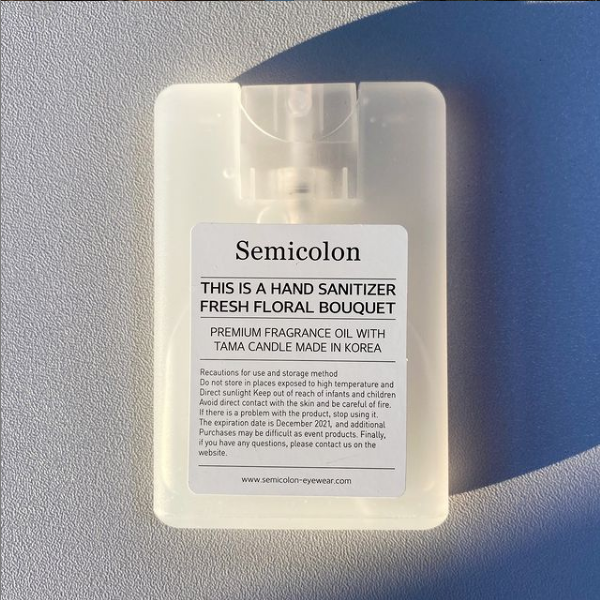 Semicolon
THIS IS A HAND SANITIZER
FRESH FLORAL BOUQUET
PREMIUM FRAGRANCE OIL WITH
TAMA CANDLE MADE IN KOREA
Recautions for use and storage method
Do not store in places exposed to high temperature and
Direct sunlight Keep out of reach of infants and children
Avoid direct contact with the skin and be careful of fire.
If there is a problem with the product, stop using it.
The expiration date is December 2021, and additional
Purchases may be difficult as event products. Finally,
if you have any questions, please contact us on the
website.
www.semicolon-eyewear.com